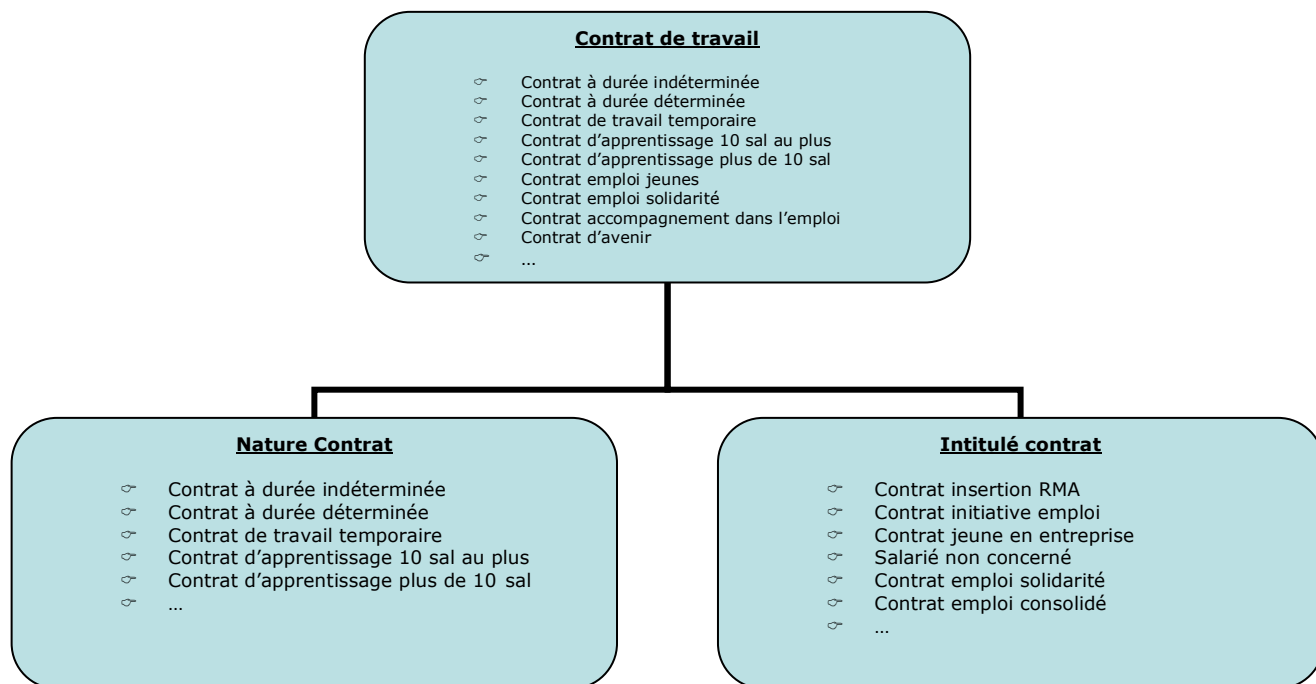 Contrat de travail
☞ Contrat à durée indéterminée
☞ Contrat à durée déterminée
☞ Contrat de travail temporaire
☞ Contrat d'apprentissage 10 sal au plus
☞ Contrat d'apprentissage plus de 10 sal
☞ Contrat emploi jeunes
☞ Contrat emploi solidarité
☞ Contrat accompagnement dans l'emploi
☞ Contrat d'avenir
☞ …
Nature Contrat
☞ Contrat à durée indéterminée
☞ Contrat à durée déterminée
☞ Contrat de travail temporaire
☞ Contrat d'apprentissage 10 sal au plus
☞ Contrat d'apprentissage plus de 10 sal
☞ …
Intitulé contrat
☞ Contrat insertion RMA
☞ Contrat initiative emploi
☞ Contrat jeune en entreprise
☞ Salarié non concerné
☞ Contrat emploi solidarité
☞ Contrat emploi consolidé
☞ …